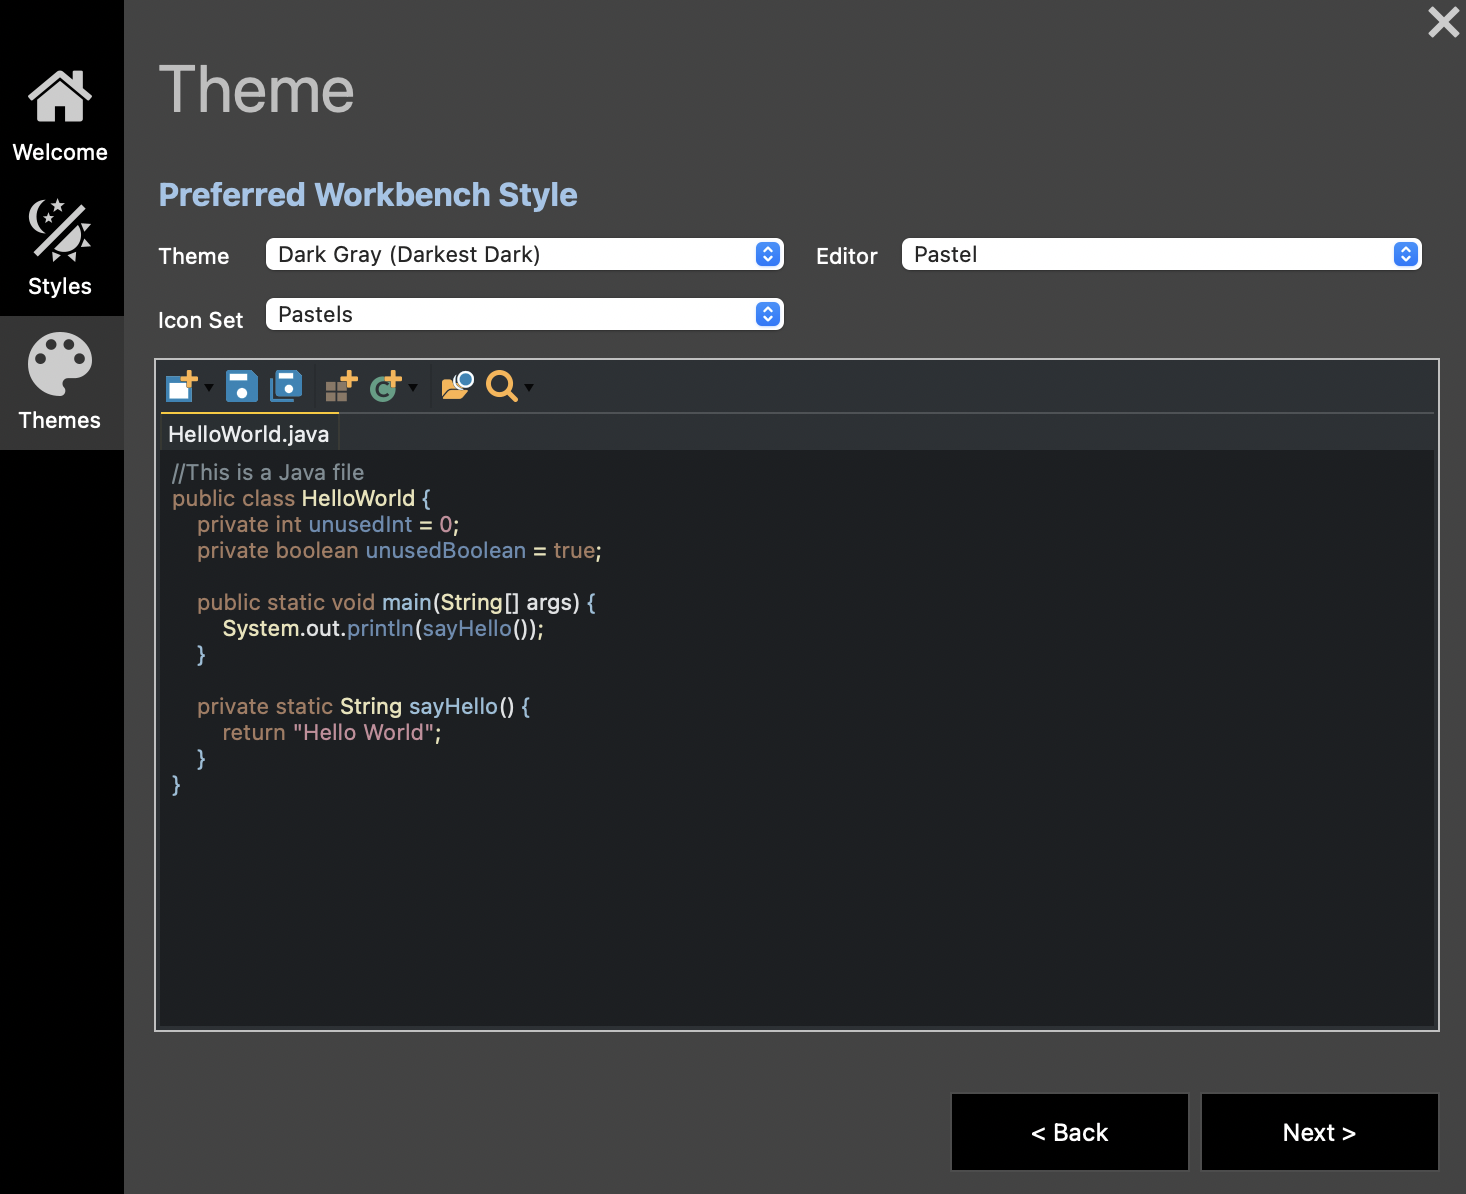 Welcome
Styles
Themes
Theme
Preferred Workbench Style
Theme Dark Gray (Darkest Dark) Editor Pastel
Icon Set Pastels
HelloWorld.java
//This is a Java file
public class HelloWorld {
    private int unusedInt = 0;
    private boolean unusedBoolean = true;
    public static void main(String[] args) {
        System.out.println(sayHello());
    }
    private static String sayHello() {
        return "Hello World";
    }
}
< Back
Next >